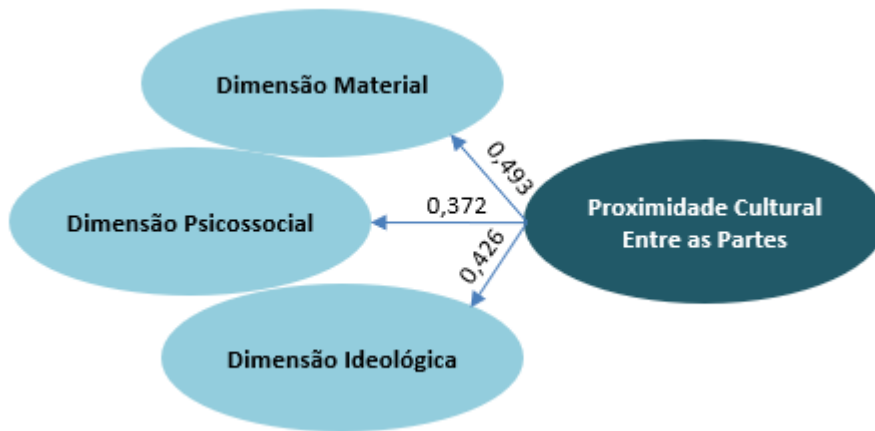 Dimensão Material
0,493
Dimensão Psicossocial
0,372
Proximidade Cultural
Entre as Partes
0,426
Dimensão Ideológica